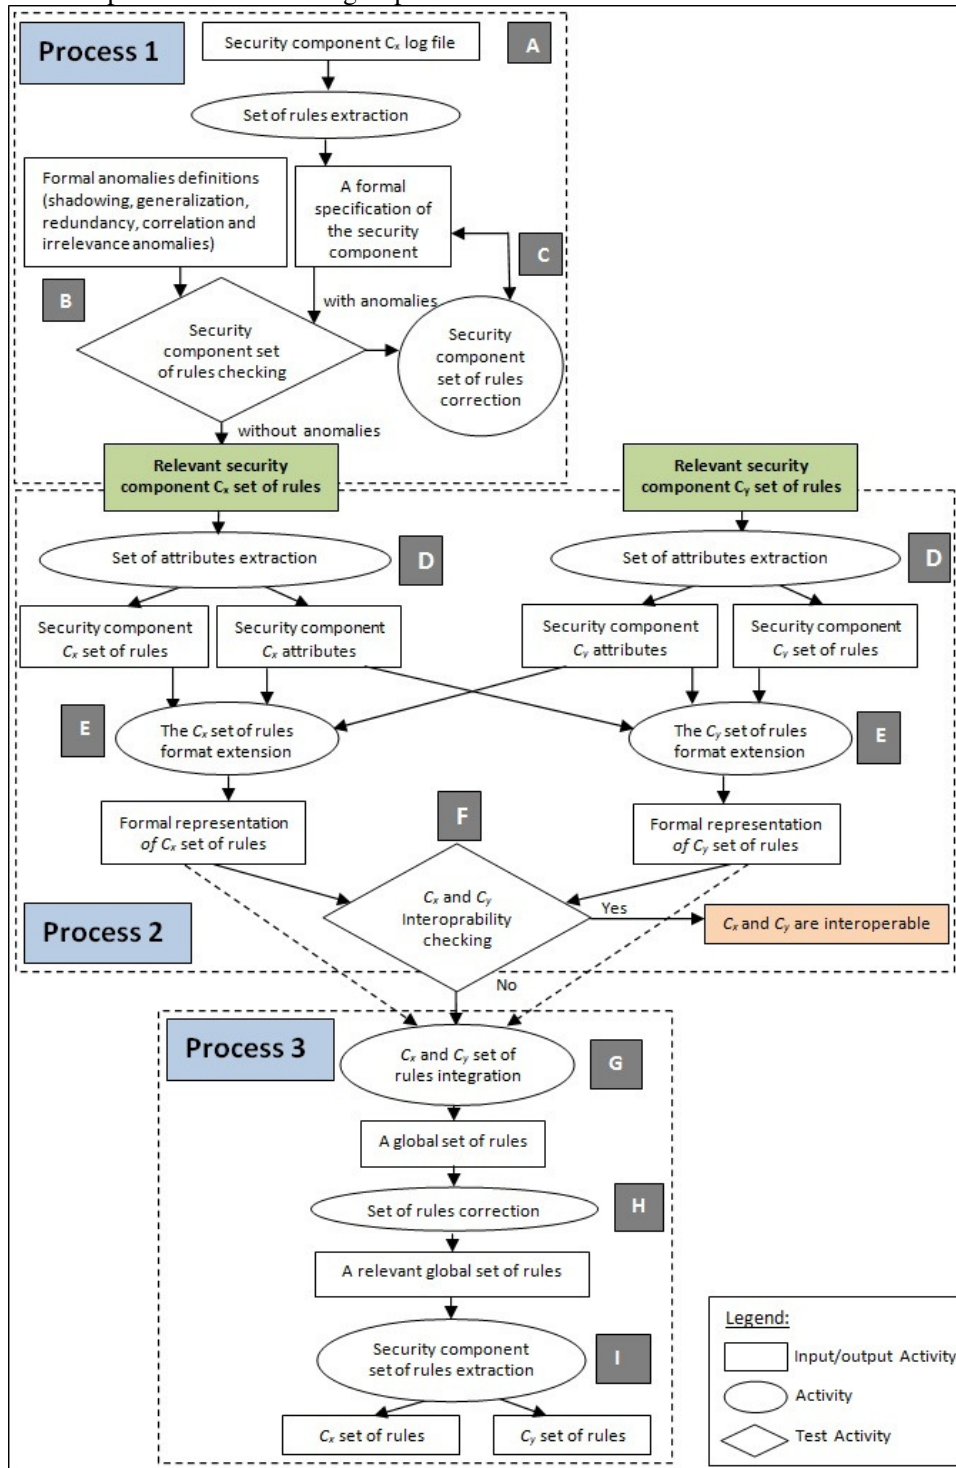 Process 1
Security component Cx log file
A
Set of rules extraction
Formal anomalies definitions
(shadowing, generalization,
redundancy, correlation and
irrelevance anomalies)
A formal
specification of
the security
component
C
B
with anomalies
Security
component set
of rules checking
Security
component
set of rules
correction
without anomalies
Relevant security
component Cx set of rules
Relevant security
component Cy set of rules
Set of attributes extraction
D
Set of attributes extraction
D
Security component
Cx set of rules
Security component
Cx attributes
Security component
Cy attributes
Security component
Cy set of rules
E
The Cx set of rules
format extension
The Cy set of rules
format extension
E
F
Formal representation
of Cx set of rules
Formal representation
of Cy set of rules
Cx and Cy
Interoprability
checking
Yes
Cx and Cy are interoperable
Process 2
No
Process 3
Cx and Cy set of
rules integration
G
A global set of rules
Set of rules correction
H
A relevant global set of rules
Security component
set of rules extraction
I
Cx set of rules
Cy set of rules
Legend:
Input/output Activity
Activity
Test Activity